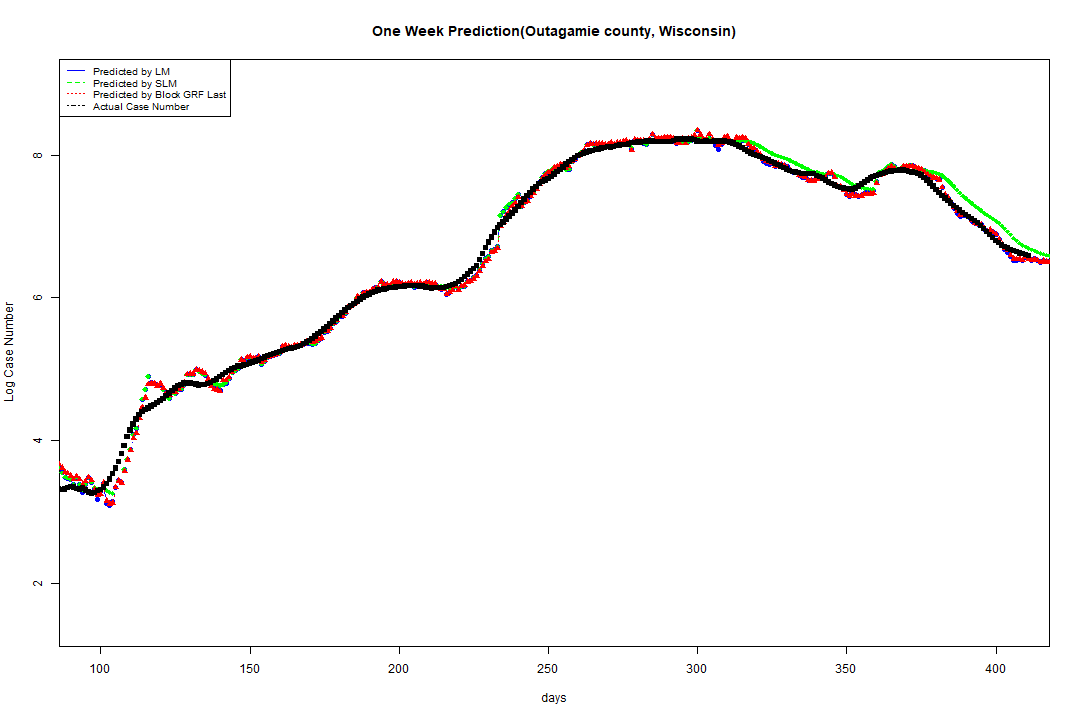 One Week Prediction(Outagamie county, Wisconsin)
Predicted by LM
Predicted by SLM
Predicted by Block GRF Last
Actual Case Number
8
6
4
2
Log Case Number
100 150 200 250 300 350 400
days